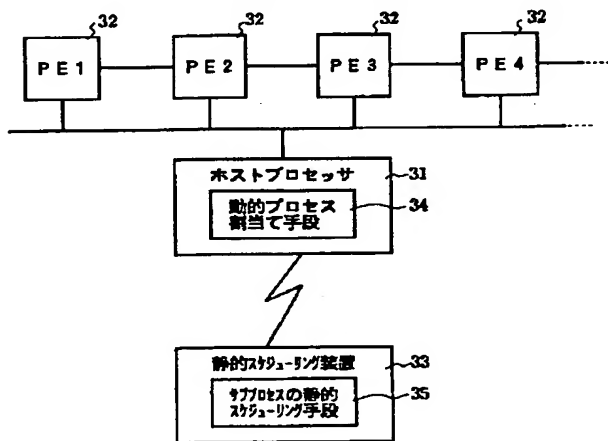 32 32 32 32
PE1 PE2 PE3 PE4
ホストプロセッサ 31
動的プロセス 34
割当て手段
静的スケジューリング装置 33
サブプロセスの静的 35
スケジューリング手段